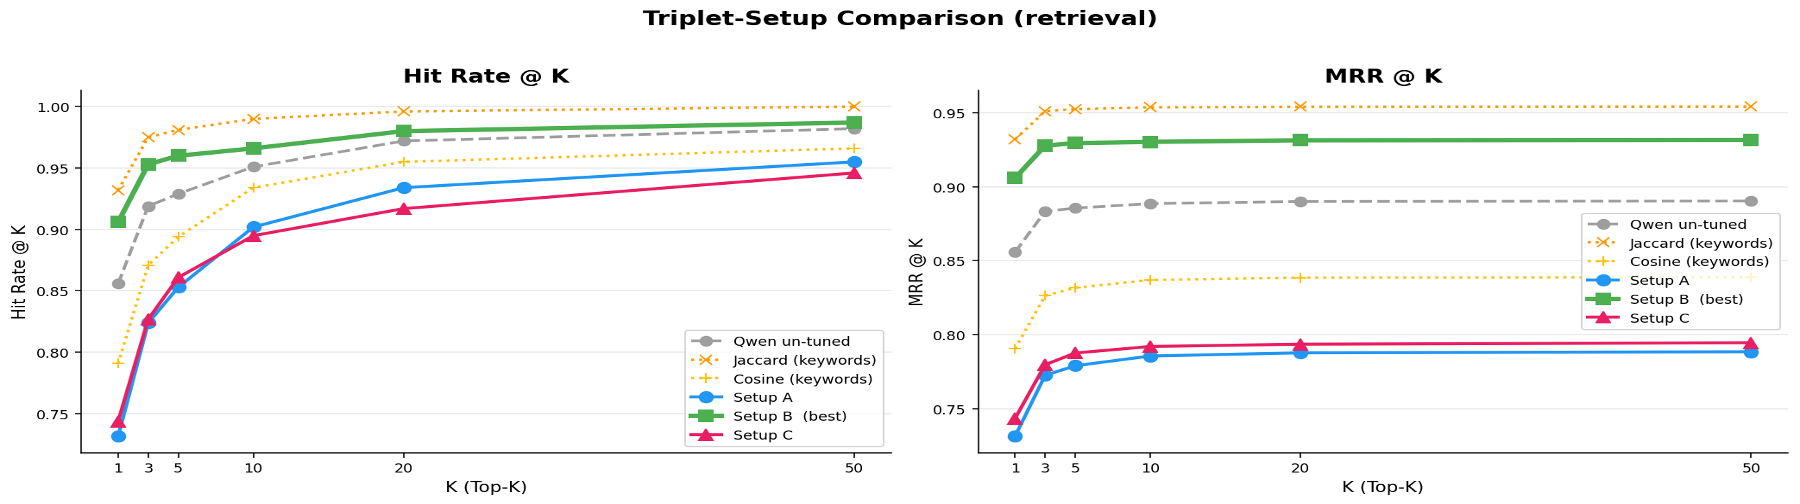 Triplet-Setup Comparison (retrieval)
Hit Rate @ K
1.00
0.95
0.90
0.85
0.80
0.75
Hit Rate @ K
1 3 5 10 20 50
K (Top-K)
Qwen un-tuned
Jaccard (keywords)
Cosine (keywords)
Setup A
Setup B (best)
Setup C
MRR @ K
0.95
0.90
0.85
0.80
0.75
MRR @ K
1 3 5 10 20 50
K (Top-K)
Qwen un-tuned
Jaccard (keywords)
Cosine (keywords)
Setup A
Setup B (best)
Setup C